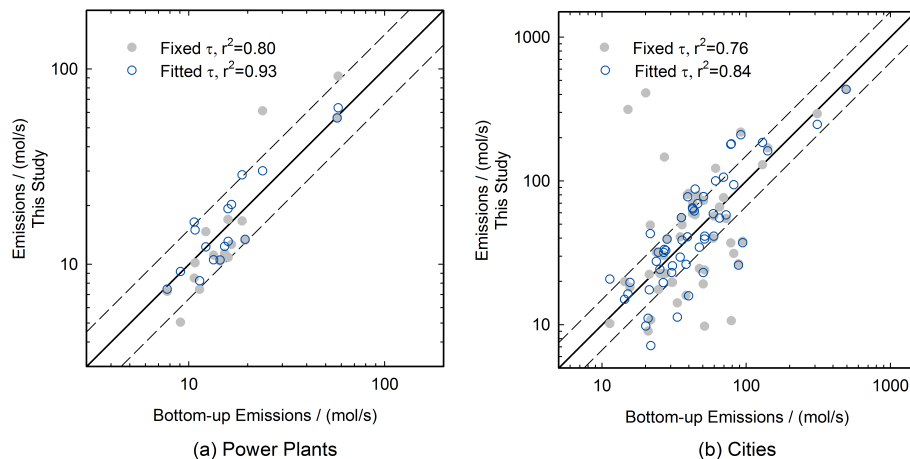 Fixed τ, r²=0.80
Fitted τ, r²=0.93
100
10
Emissions / (mol/s)
This Study
10
100
Bottom-up Emissions / (mol/s)
(a) Power Plants
Fixed τ, r²=0.76
Fitted τ, r²=0.84
1000
100
10
Emissions / (mol/s)
This Study
10
100
1000
Bottom-up Emissions / (mol/s)
(b) Cities